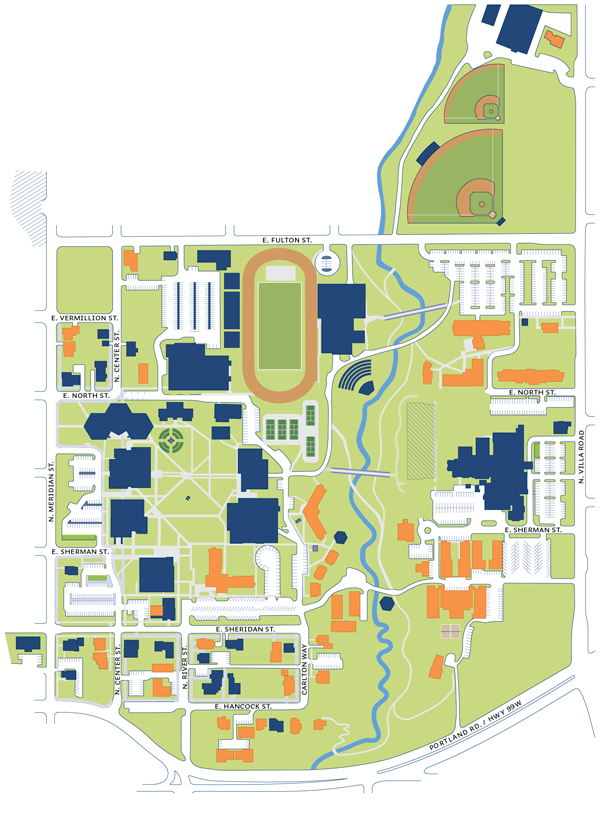 E. FULTON ST.
E. VERMILLION ST.
N. CENTER ST.
E. NORTH ST.
E. NORTH ST.
N. MERIDIAN ST.
N. VILLA ROAD
E. SHERMAN ST.
E. SHERMAN ST.
E. SHERIDAN ST.
N. CENTER ST.
N. RIVER ST.
CARLTON WAY
E. HANCOCK ST.
PORTLAND RD. / HWY 99W